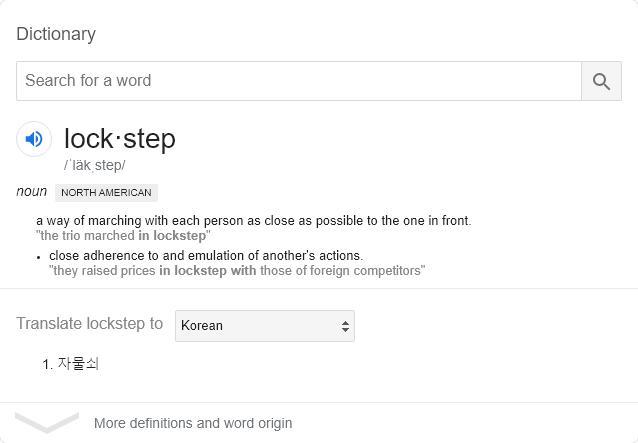 Dictionary
Search for a word
lock·step
/ˈläkˌstep/
noun NORTH AMERICAN
a way of marching with each person as close as possible to the one in front.
"the trio marched in lockstep"
• close adherence to and emulation of another's actions.
"they raised prices in lockstep with those of foreign competitors"
Translate lockstep to Korean
1. 자물쇠
More definitions and word origin